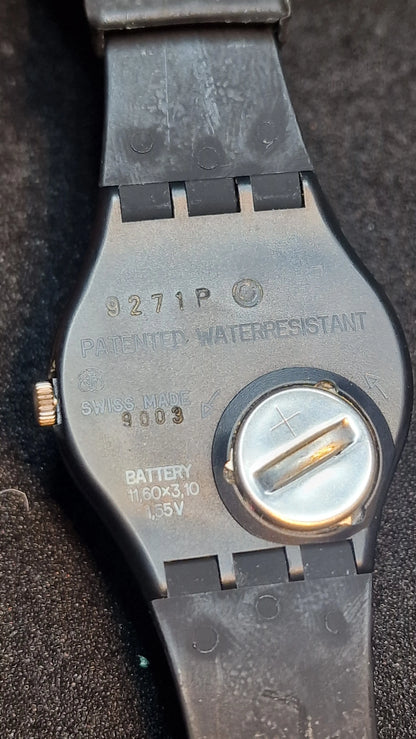 9271P
PATENTED WATERRESISTANT
SWISS MADE
9003
BATTERY
11,60×3,10
1,55V
+